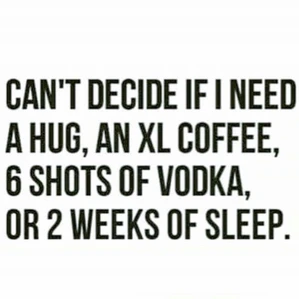 CAN'T DECIDE IF I NEED
A HUG, AN XL COFFEE,
6 SHOTS OF VODKA,
OR 2 WEEKS OF SLEEP.